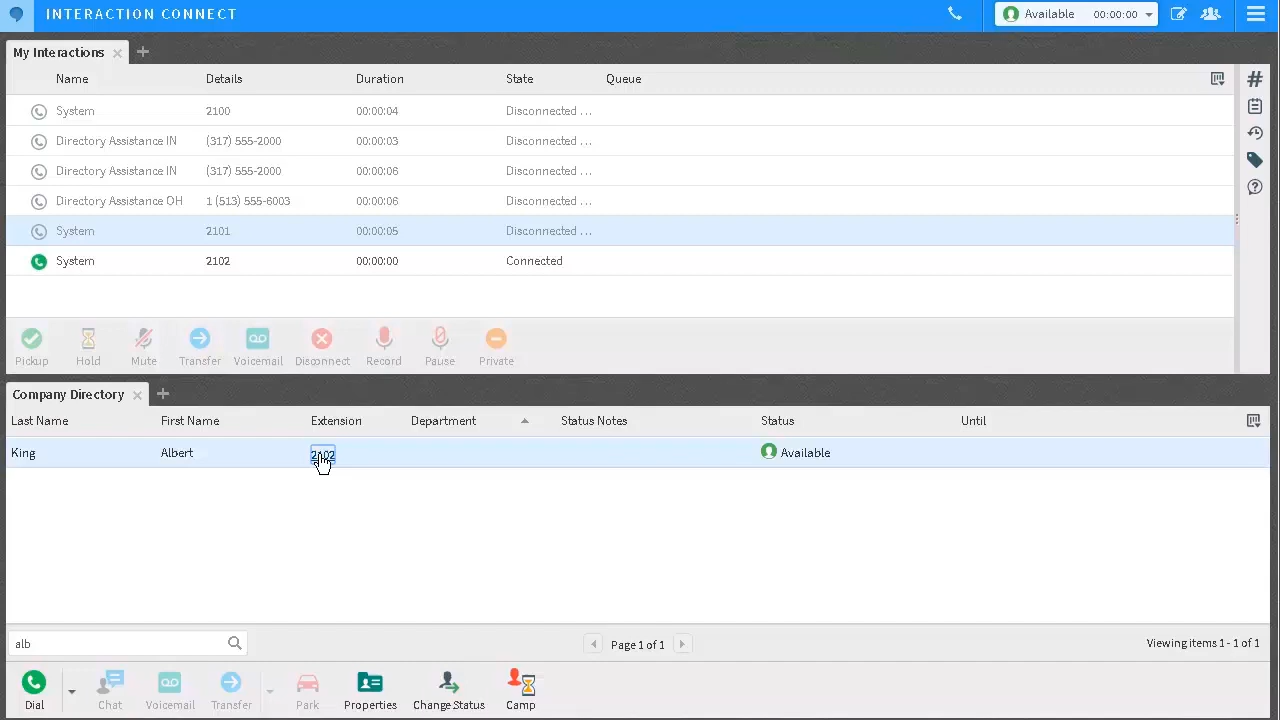 INTERACTION CONNECT
Available 00:00:00
My Interactions
Name Details Duration State Queue
System 2100 00:00:04 Disconnected ...
Directory Assistance IN (317) 555-2000 00:00:03 Disconnected ...
Directory Assistance IN (317) 555-2000 00:00:06 Disconnected ...
Directory Assistance OH 1 (513) 555-6003 00:00:06 Disconnected ...
System 2101 00:00:05 Disconnected ...
System 2102 00:00:00 Connected
Pickup Hold Mute Transfer Voicemail Disconnect Record Pause Private
Company Directory
Last Name First Name Extension Department Status Notes Status Until
King Albert 2102 Available
alb
Page 1 of 1
Viewing items 1 - 1 of 1
Dial Chat Voicemail Transfer Park Properties Change Status Camp